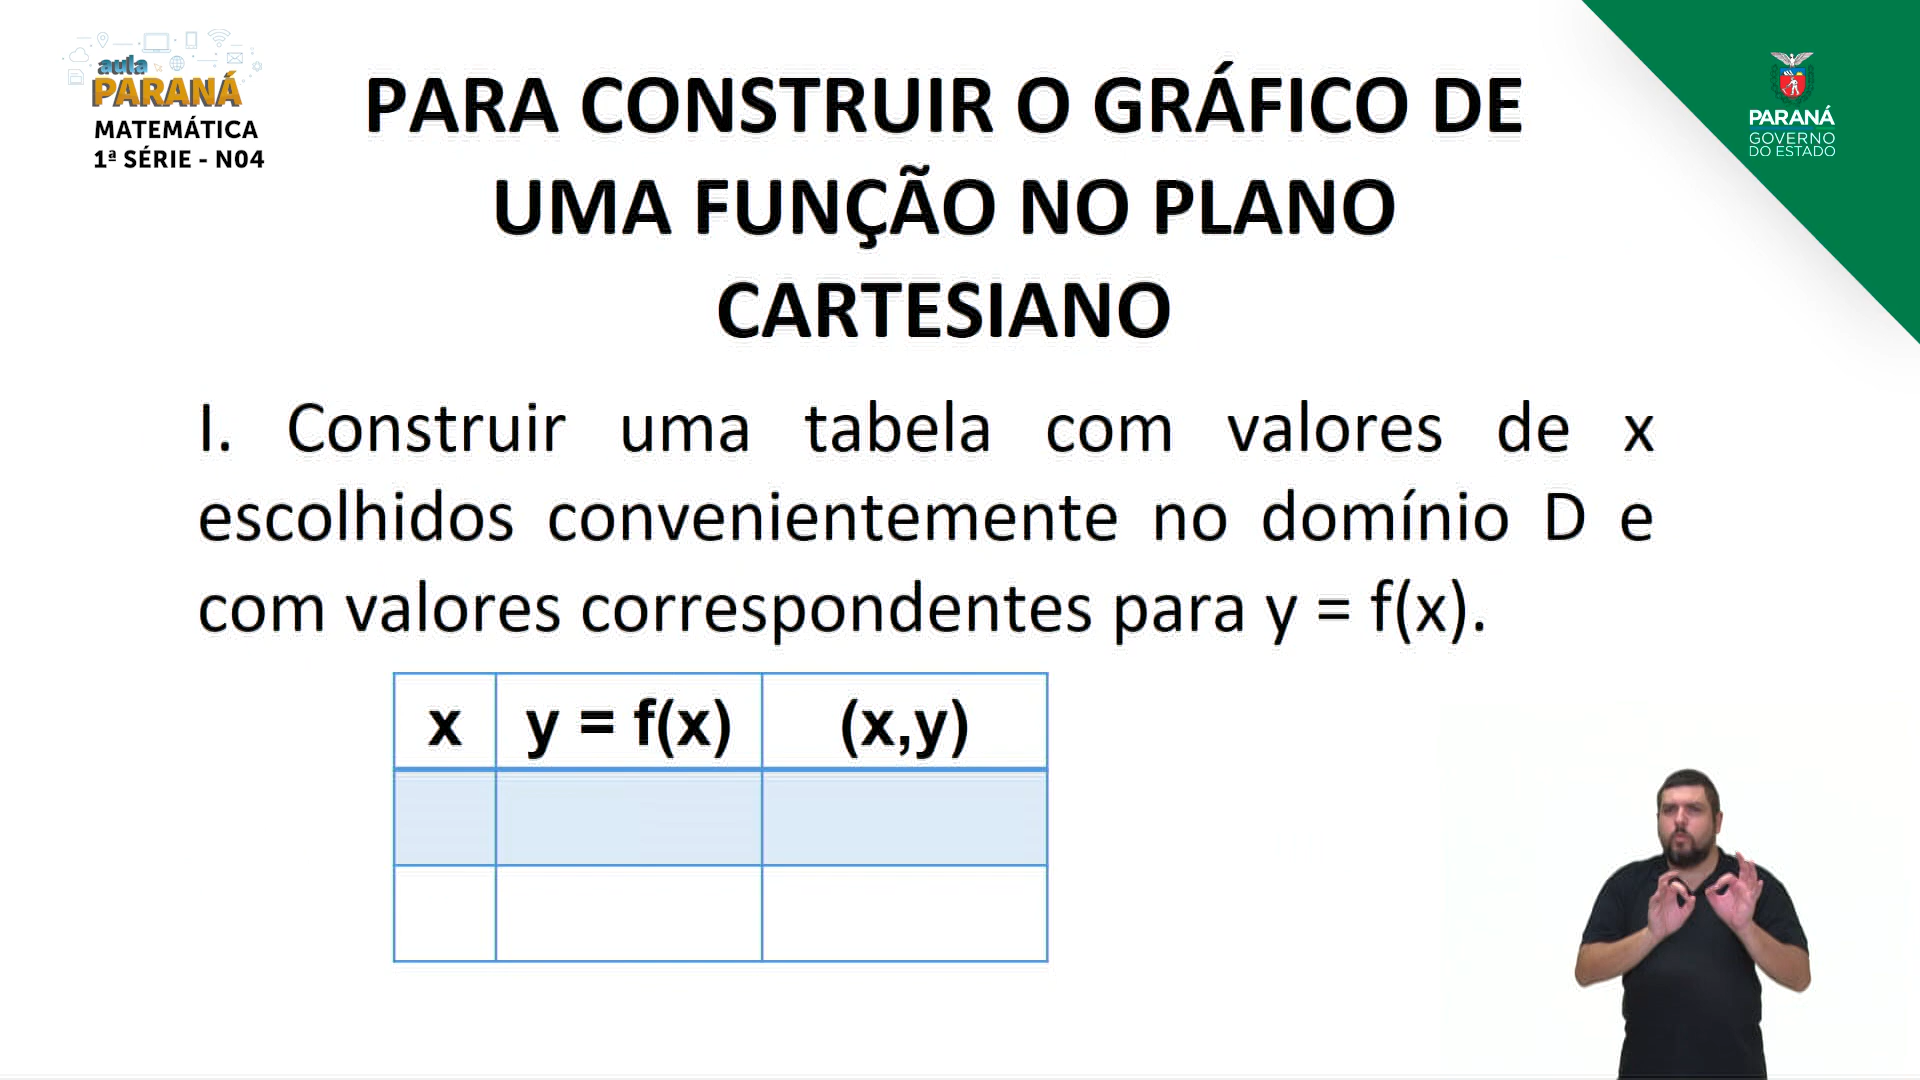 aula
PARANÁ
MATEMÁTICA
1ª SÉRIE - N04
PARA CONSTRUIR O GRÁFICO DE
UMA FUNÇÃO NO PLANO
CARTESIANO
PARANÁ
GOVERNO
DO ESTADO
I. Construir uma tabela com valores de x
escolhidos convenientemente no domínio D e
com valores correspondentes para y = f(x).
x y = f(x) (x,y)